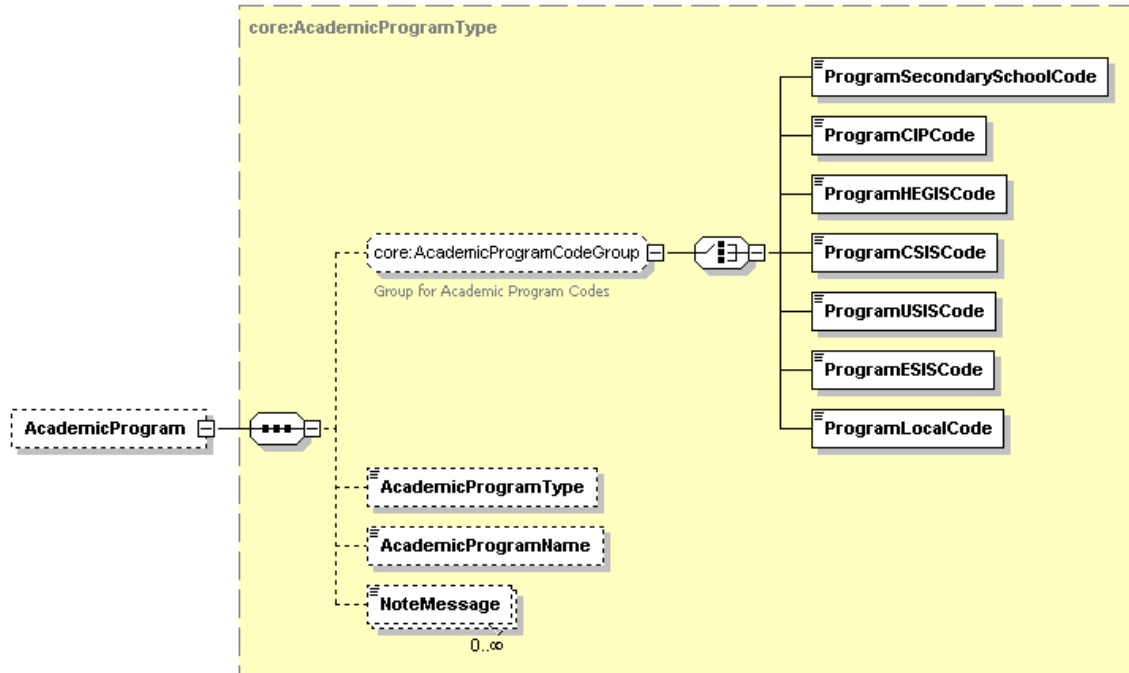 core:AcademicProgramType
ProgramSecondarySchoolCode
ProgramCIPCode
ProgramHEGISCode
core:AcademicProgramCodeGroup
ProgramCSISCode
Group for Academic Program Codes
ProgramUSISCode
ProgramESISCode
AcademicProgram
ProgramLocalCode
AcademicProgramType
AcademicProgramName
NoteMessage
0..∞